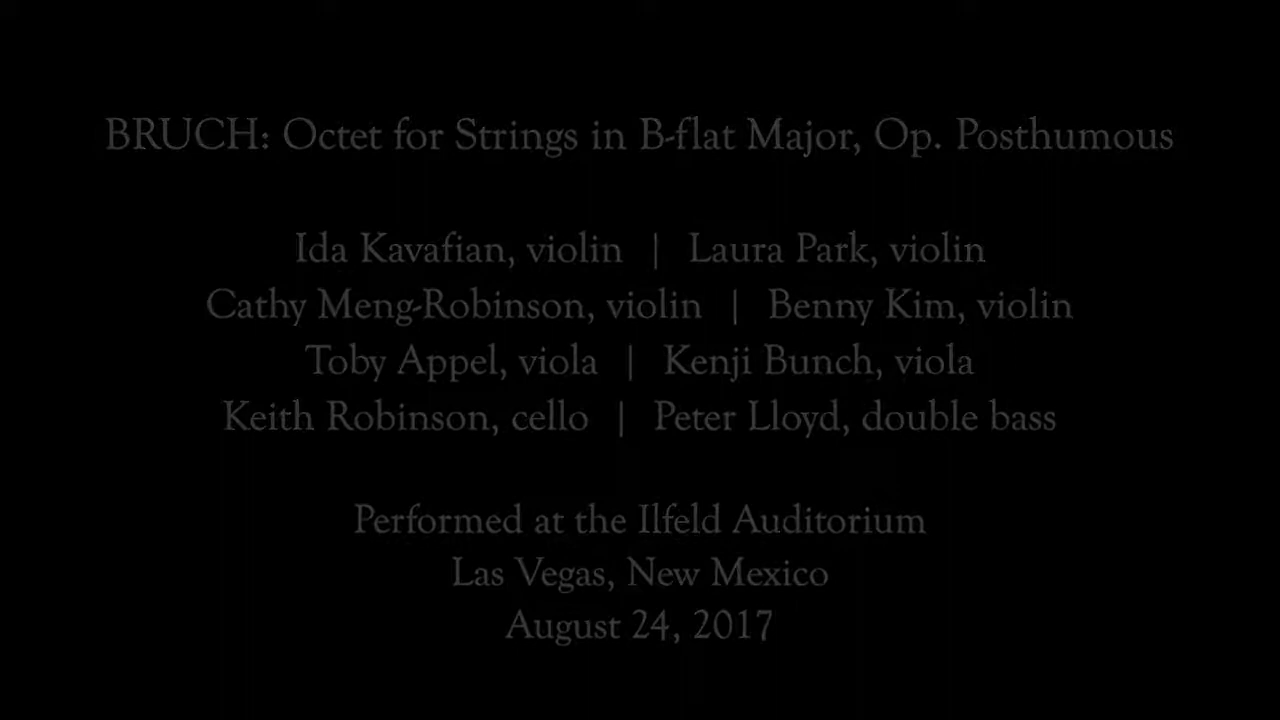 BRUCH: Octet for Strings in B-flat Major, Op. Posthumous
Ida Kavafian, violin | Laura Park, violin
Cathy Meng-Robinson, violin | Benny Kim, violin
Toby Appel, viola | Kenji Bunch, viola
Keith Robinson, cello | Peter Lloyd, double bass
Performed at the Ilfeld Auditorium
Las Vegas, New Mexico
August 24, 2017